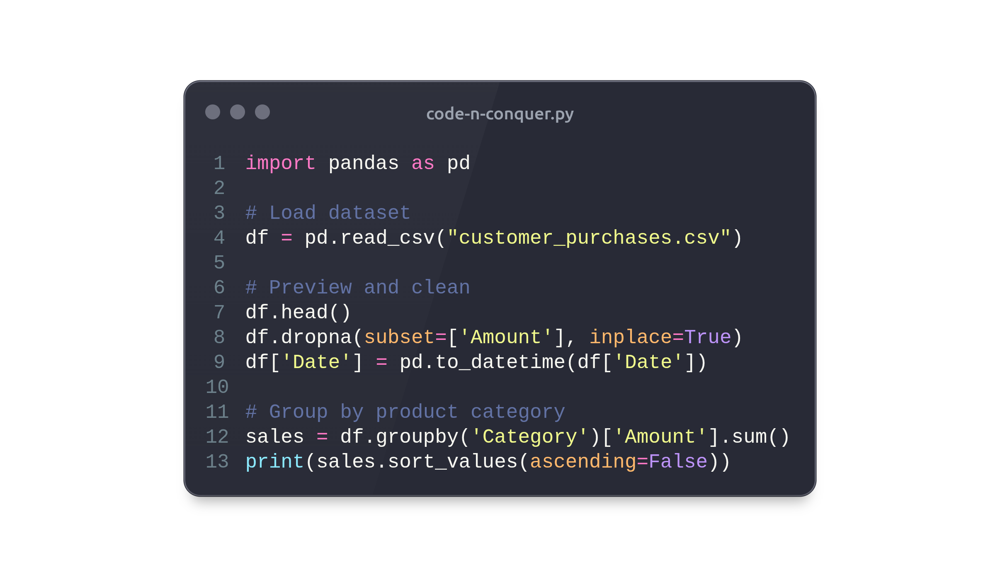 code-n-conquer.py
1 import pandas as pd
2
3 # Load dataset
4 df = pd.read_csv("customer_purchases.csv")
5
6 # Preview and clean
7 df.head()
8 df.dropna(subset=['Amount'], inplace=True)
9 df['Date'] = pd.to_datetime(df['Date'])
10
11 # Group by product category
12 sales = df.groupby('Category')['Amount'].sum()
13 print(sales.sort_values(ascending=False))